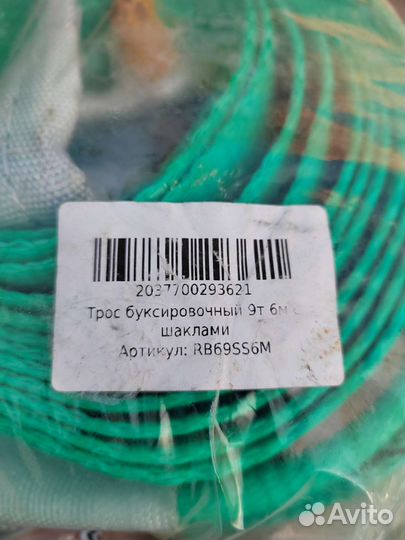 2037700293621
Трос буксировочный 9т 6м с
шаклами
Артикул: RB69SS6M
Avito